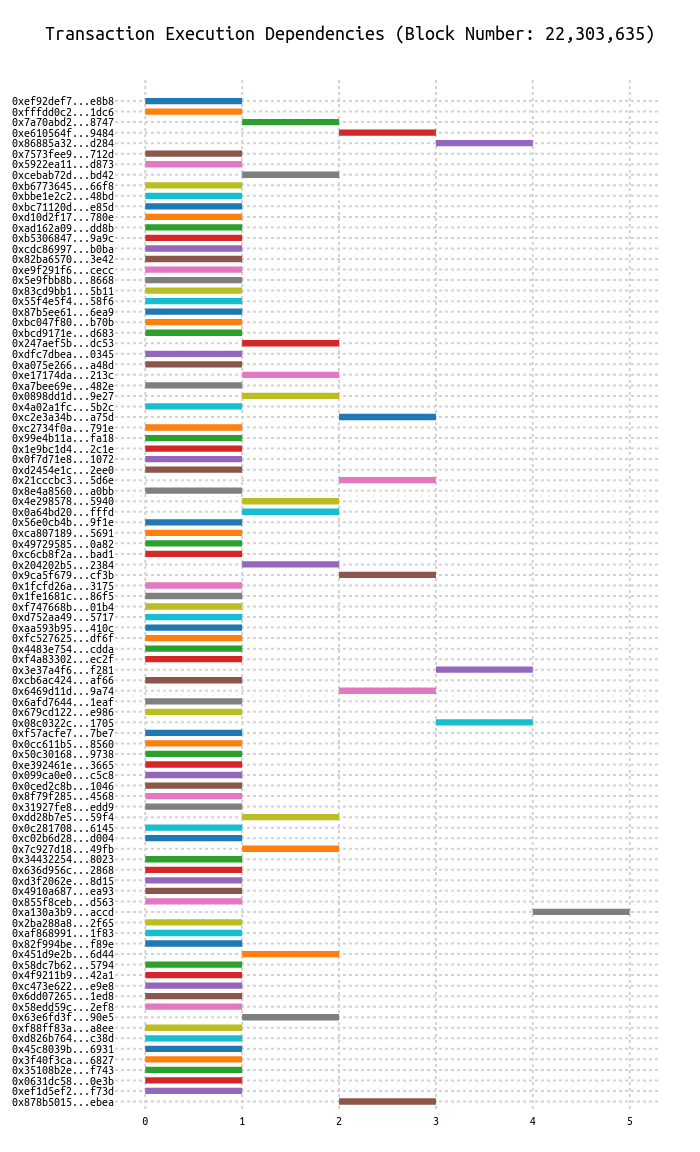 Transaction Execution Dependencies (Block Number: 22,303,635)
0xef92def7...e8b8
0xfffdd0c2...1dc6
0x7a70abd2...8747
0xe610564f...9484
0x86885a32...d284
0x7573fee9...712d
0x5922ea11...d873
0xcebab72d...bd42
0xb6773645...66f8
0xbbe1e2c2...48bd
0xbc71120d...e85d
0xd10d2f17...780e
0xad162a09...dd8b
0xb5306847...9a9c
0xcdc86997...b0ba
0x82ba6570...3e42
0xe9f291f6...cecc
0x5e9fbb8b...8668
0x83cd9bb1...5b11
0x55f4e5f4...58f6
0x87b5ee61...6ea9
0xbc047f80...b70b
0xbcd9171e...d683
0x247aef5b...dc53
0xdfc7dbea...0345
0xa075e266...a48d
0xe17174da...213c
0xa7bee69e...482e
0x0898dd1d...9e27
0x4a02a1fc...5b2c
0xc2e3a34b...a75d
0xc2734f0a...791e
0x99e4b11a...fa18
0x1e9bc1d4...2c1e
0x0f7d71e8...1072
0xd2454e1c...2ee0
0x21cccbc3...5d6e
0x8e4a8560...a0bb
0x4e298578...5940
0x0a64bd20...fffd
0x56e0cb4b...9f1e
0xca807189...5691
0x49729585...0a82
0xc6cb8f2a...bad1
0x204202b5...2384
0x9ca5f679...cf3b
0x1fcfd26a...3175
0x1fe1681c...86f5
0xf747668b...01b4
0xd752aa49...5717
0xaa593b95...410c
0xfc527625...df6f
0x4483e754...cdda
0xf4a83302...ec2f
0x3e37a4f6...f281
0xcb6ac424...af66
0x6469d11d...9a74
0x6afd7644...1eaf
0x679cd122...e986
0x08c0322c...1705
0xf57acfe7...7be7
0x0cc611b5...8560
0x50c30168...9738
0xe392461e...3665
0x099ca0e0...c5c8
0x0ced2c8b...1046
0x8f79f285...4568
0x31927fe8...edd9
0xdd28b7e5...59f4
0x0c281708...6145
0xc02b6d28...d004
0x7c927d18...49fb
0x34432254...8023
0x636d956c...2868
0xd3f2062e...8d15
0x4910a687...ea93
0x855f8ceb...d563
0xa130a3b9...accd
0x2ba288a8...2f65
0xaf868991...1f83
0x82f994be...f89e
0x451d9e2b...6d44
0x58dc7b62...5794
0x4f9211b9...42a1
0xc473e622...e9e8
0x6dd07265...1ed8
0x58edd59c...2ef8
0x63e6fd3f...90e5
0xf88ff83a...a8ee
0xd826b764...c38d
0x45c8039b...6931
0x3f40f3ca...6827
0x35108b2e...f743
0x0631dc58...0e3b
0xef1d5ef2...f73d
0x878b5015...ebea
0 1 2 3 4 5